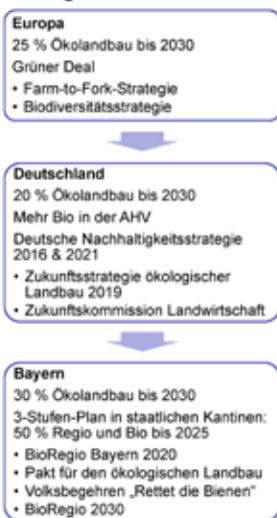 Europa
25 % Ökolandbau bis 2030
Grüner Deal
• Farm-to-Fork-Strategie
• Biodiversitätsstrategie
Deutschland
20 % Ökolandbau bis 2030
Mehr Bio in der AHV
Deutsche Nachhaltigkeitsstrategie
2016 & 2021
• Zukunftsstrategie ökologischer
Landbau 2019
• Zukunftskommission Landwirtschaft
Bayern
30 % Ökolandbau bis 2030
3-Stufen-Plan in staatlichen Kantinen:
50 % Regio und Bio bis 2025
• BioRegio Bayern 2020
• Pakt für den ökologischen Landbau
• Volksbegehren „Rettet die Bienen“
• BioRegio 2030